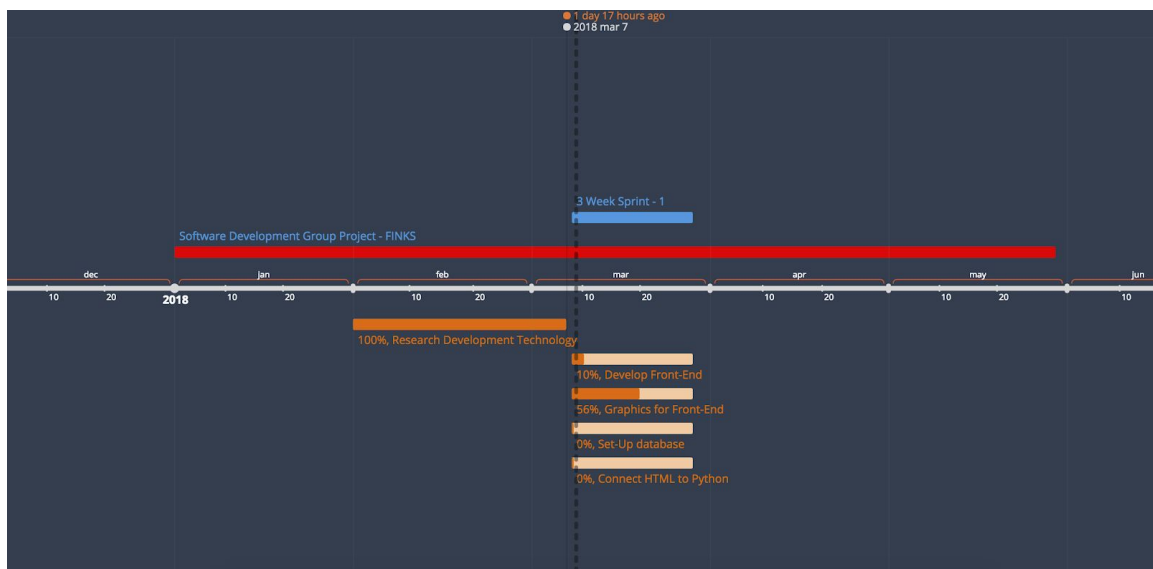 1 day 17 hours ago
2018 mar 7
3 Week Sprint - 1
Software Development Group Project - FINKS
dec jan feb mar apr may jun
10 20 2018 10 20 10 20 10 20 10 20 10 20 10
100%, Research Development Technology
10%, Develop Front-End
56%, Graphics for Front-End
0%, Set-Up database
0%, Connect HTML to Python